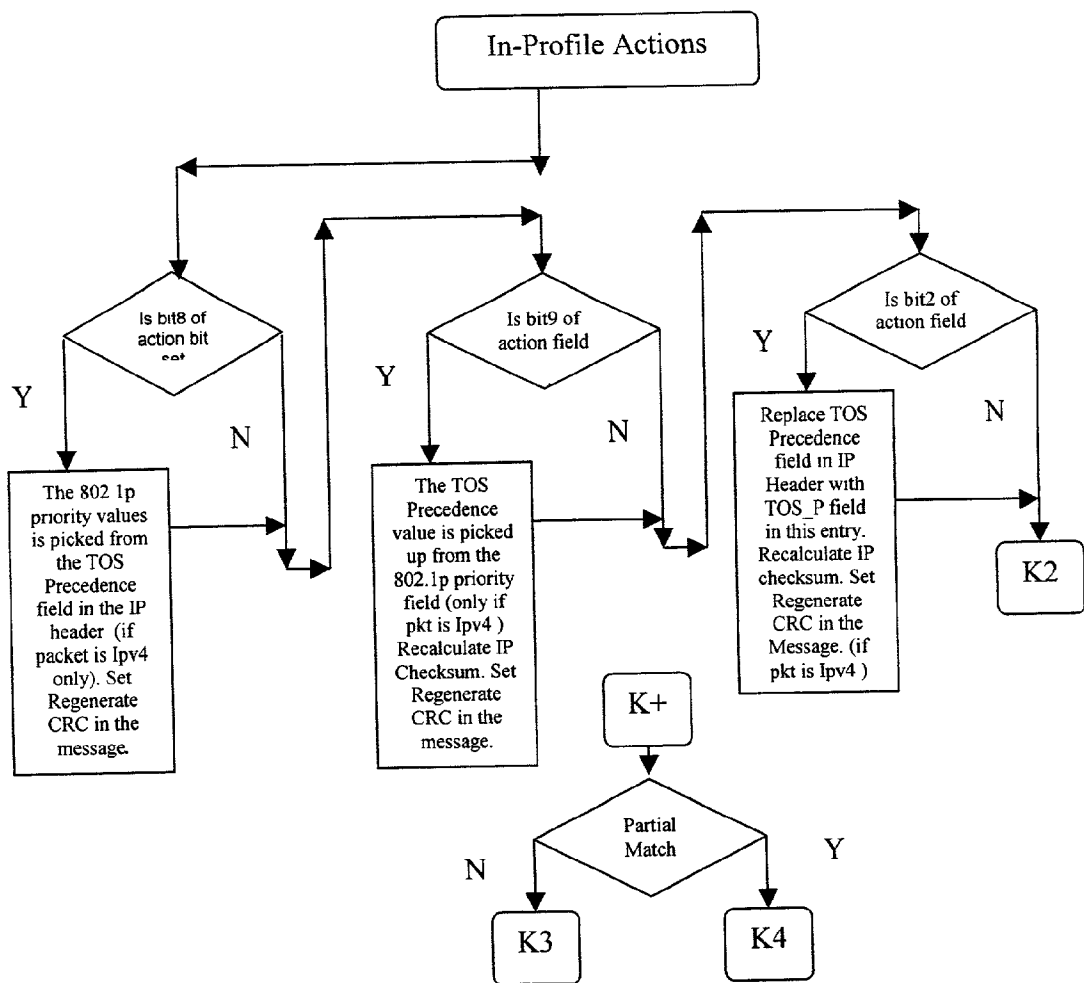 In-Profile Actions
Is bit8 of
action bit
set
Is bit9 of
action field
Is bit2 of
action field
Y
N
Y
N
Y
N
The 802 1p
priority values
is picked from
the TOS
Precedence
field in the IP
header (if
packet is Ipv4
only). Set
Regenerate
CRC in the
message.
The TOS
Precedence
value is picked
up from the
802.1p priority
field (only if
pkt is Ipv4 )
Recalculate IP
Checksum. Set
Regenerate
CRC in the
message.
Replace TOS
Precedence
field in IP
Header with
TOS_P field
in this entry.
Recalculate IP
checksum. Set
Regenerate
CRC in the
Message. (if
pkt is Ipv4 )
K2
K+
Partial
Match
N
Y
K3
K4